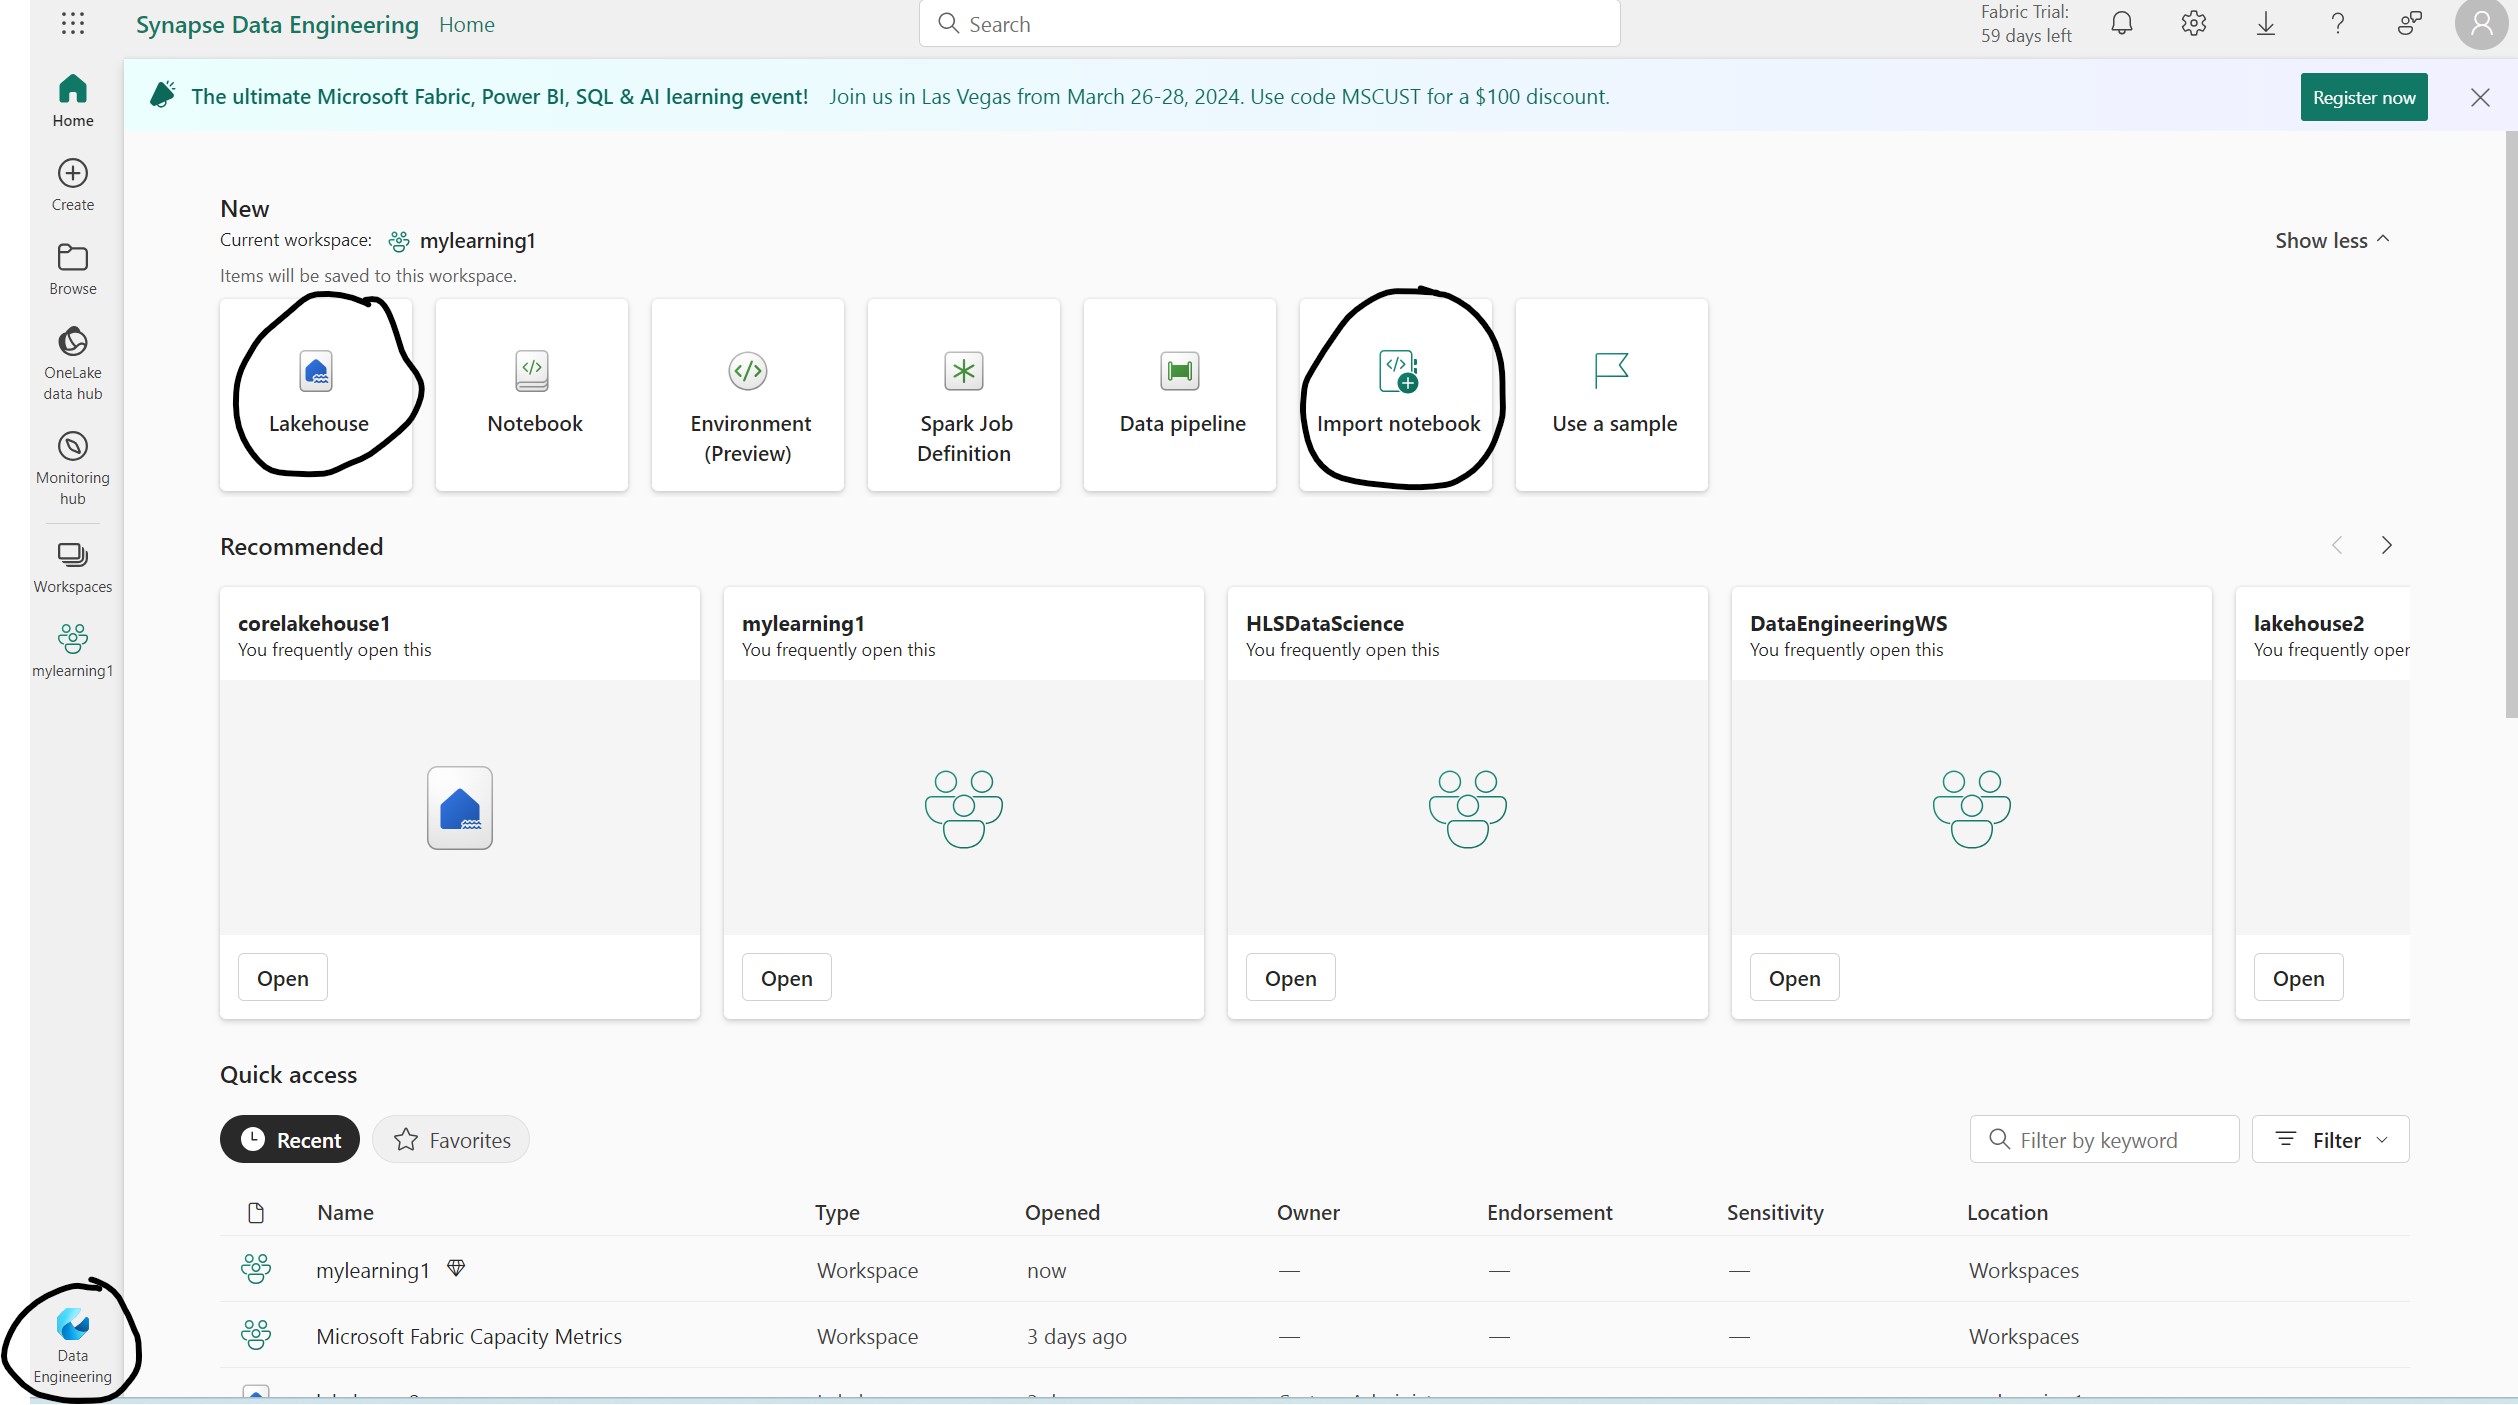 Synapse Data Engineering Home
Search
Fabric Trial:
59 days left
The ultimate Microsoft Fabric, Power BI, SQL & AI learning event! Join us in Las Vegas from March 26-28, 2024. Use code MSCUST for a $100 discount.
Register now
Home
Create
Browse
OneLake
data hub
Monitoring
hub
Workspaces
mylearning1
Data
Engineering
New
Current workspace: mylearning1
Show less
Items will be saved to this workspace.
Lakehouse
Notebook
Environment
(Preview)
Spark Job
Definition
Data pipeline
Import notebook
Use a sample
Recommended
corelakehouse1
You frequently open this
Open
mylearning1
You frequently open this
Open
HLSDataScience
You frequently open this
Open
DataEngineeringWS
You frequently open this
Open
lakehouse2
You frequently oper
Open
Quick access
Recent
Favorites
Filter by keyword
Filter
Name Type Opened Owner Endorsement Sensitivity Location
mylearning1 Workspace now — — — Workspaces
Microsoft Fabric Capacity Metrics Workspace 3 days ago — — — Workspaces